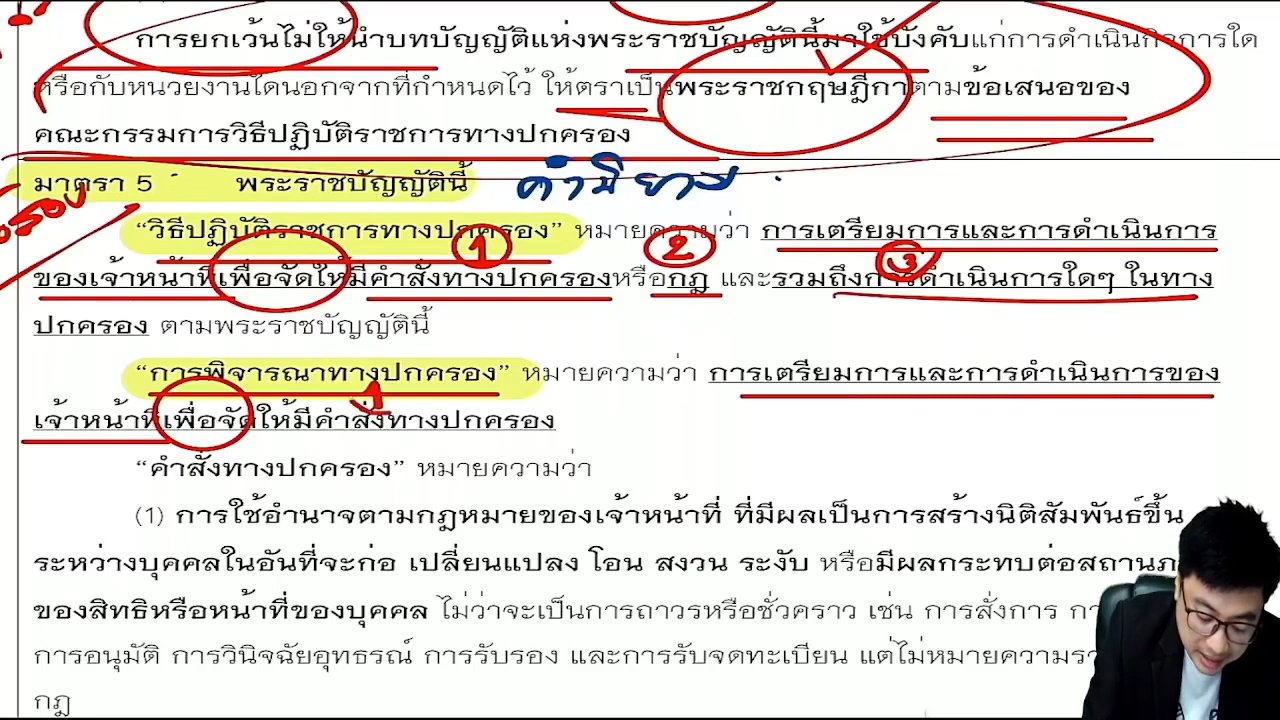 การยกเว้นไม่ให้นำบทบัญญัติแห่งพระราชบัญญัตินี้มาใช้บังคับแก่การดำเนินกิจการใด
หรือกับหน่วยงานใดนอกจากที่กำหนดไว้ ให้ตราเป็นพระราชกฤษฎีกาตามข้อเสนอของ
คณะกรรมการวิธีปฏิบัติราชการทางปกครอง
มาตรา 5 พระราชบัญญัตินี้ คำนิยาม
“วิธีปฏิบัติราชการทางปกครอง” หมายความว่า การเตรียมการและการดำเนินการ
1 2 3
ของเจ้าหน้าที่เพื่อจัดให้มีคำสั่งทางปกครองหรือกฎ และรวมถึงการดำเนินการใดๆ ในทาง
ปกครอง ตามพระราชบัญญัตินี้
“การพิจารณาทางปกครอง” หมายความว่า การเตรียมการและการดำเนินการของ
1
เจ้าหน้าที่เพื่อจัดให้มีคำสั่งทางปกครอง
“คำสั่งทางปกครอง” หมายความว่า
(1) การใช้อำนาจตามกฎหมายของเจ้าหน้าที่ ที่มีผลเป็นการสร้างนิติสัมพันธ์ขึ้น
ระหว่างบุคคลในอันที่จะก่อ เปลี่ยนแปลง โอน สงวน ระงับ หรือมีผลกระทบต่อสถานภ
ของสิทธิหรือหน้าที่ของบุคคล ไม่ว่าจะเป็นการถาวรหรือชั่วคราว เช่น การสั่งการ กา
การอนุมัติ การวินิจฉัยอุทธรณ์ การรับรอง และการรับจดทะเบียน แต่ไม่หมายความรว
กฎ